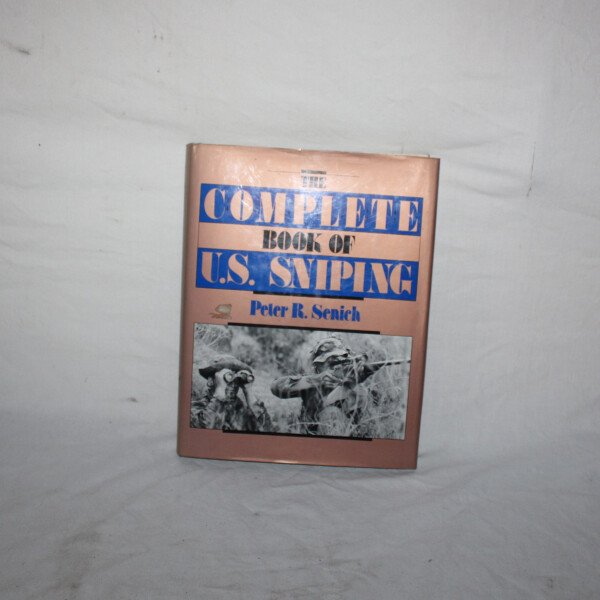 THE
COMPLETE
BOOK OF
U.S. SNIPING
Peter R. Senich